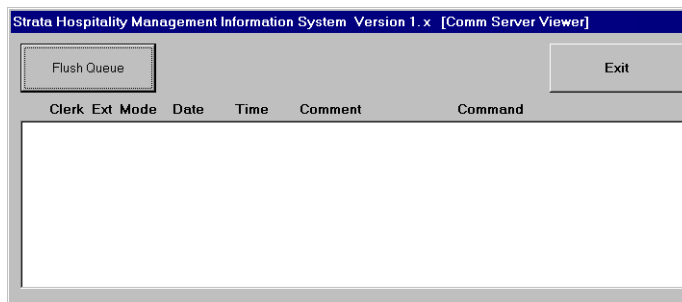 Strata Hospitality Management Information System Version 1.x [Comm Server Viewer]
Flush Queue Exit
Clerk Ext Mode Date Time Comment Command